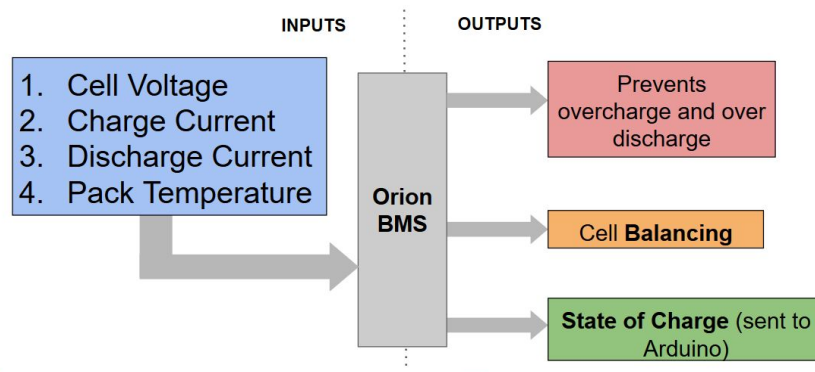 INPUTS
OUTPUTS
1. Cell Voltage
2. Charge Current
3. Discharge Current
4. Pack Temperature
Orion
BMS
Prevents
overcharge and over
discharge
Cell Balancing
State of Charge (sent to
Arduino)